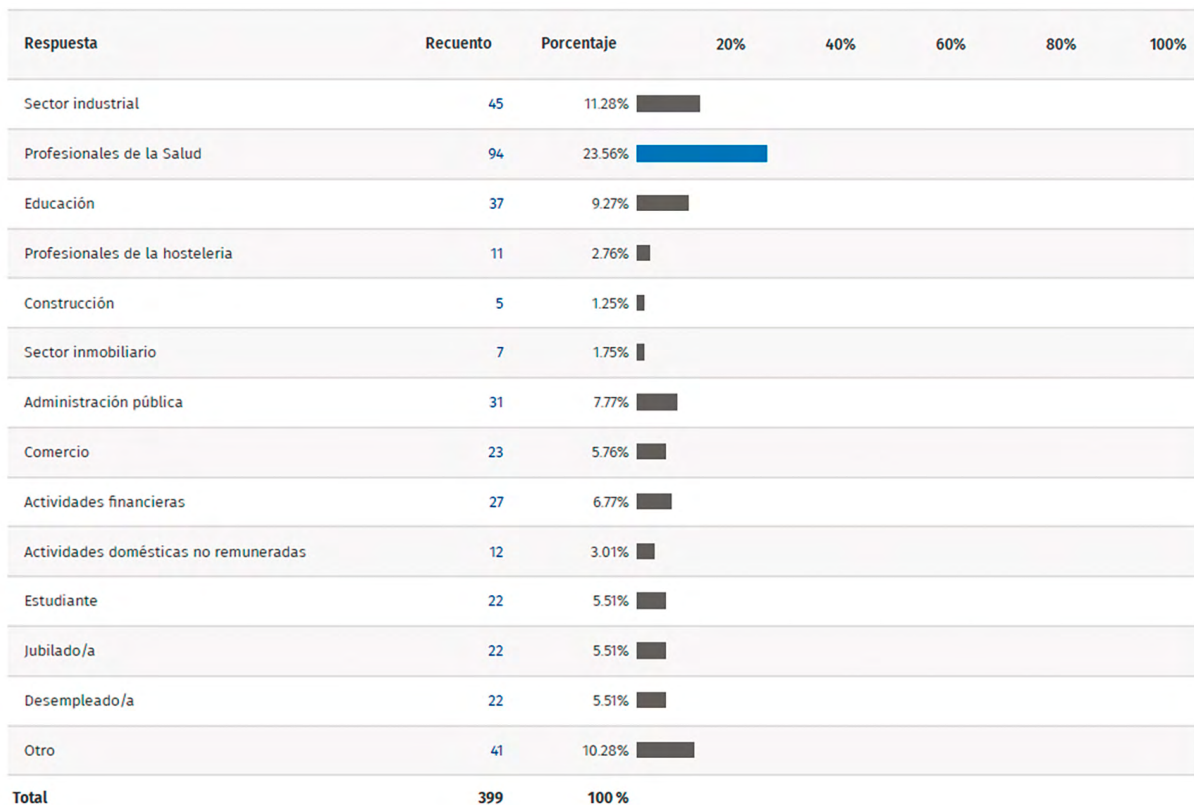 Respuesta Recuento Porcentaje 20% 40% 60% 80% 100%
Sector industrial 45 11.28%
Profesionales de la Salud 94 23.56%
Educación 37 9.27%
Profesionales de la hosteleria 11 2.76%
Construcción 5 1.25%
Sector inmobiliario 7 1.75%
Administración pública 31 7.77%
Comercio 23 5.76%
Actividades financieras 27 6.77%
Actividades domésticas no remuneradas 12 3.01%
Estudiante 22 5.51%
Jubilado/a 22 5.51%
Desempleado/a 22 5.51%
Otro 41 10.28%
Total 399 100 %